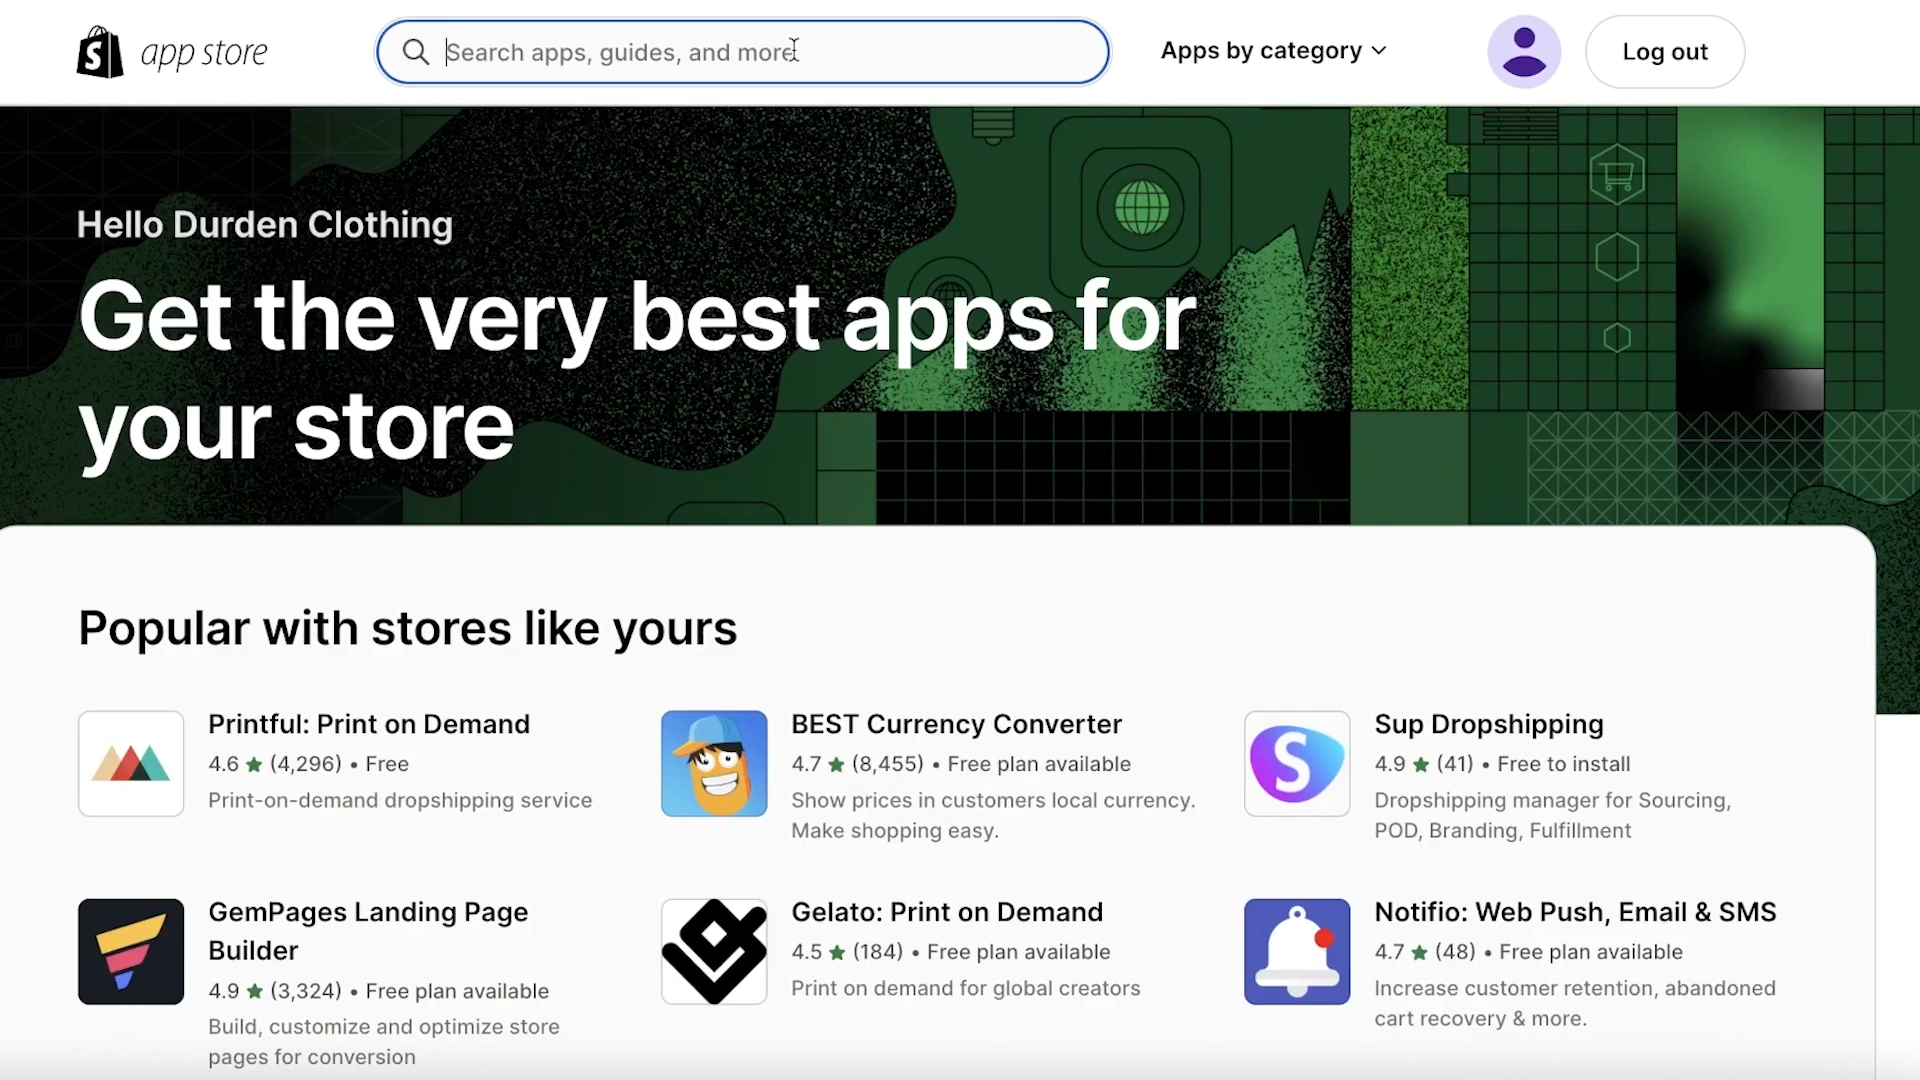 app store
Search apps, guides, and more
Apps by category
Log out
Hello Durden Clothing
Get the very best apps for
your store
Popular with stores like yours
Printful: Print on Demand
4.6 ★ (4,296) • Free
Print-on-demand dropshipping service
BEST Currency Converter
4.7 ★ (8,455) • Free plan available
Show prices in customers local currency.
Make shopping easy.
Sup Dropshipping
4.9 ★ (41) • Free to install
Dropshipping manager for Sourcing,
POD, Branding, Fulfillment
GemPages Landing Page
Builder
4.9 ★ (3,324) • Free plan available
Build, customize and optimize store
pages for conversion
Gelato: Print on Demand
4.5 ★ (184) • Free plan available
Print on demand for global creators
Notifio: Web Push, Email & SMS
4.7 ★ (48) • Free plan available
Increase customer retention, abandoned
cart recovery & more.